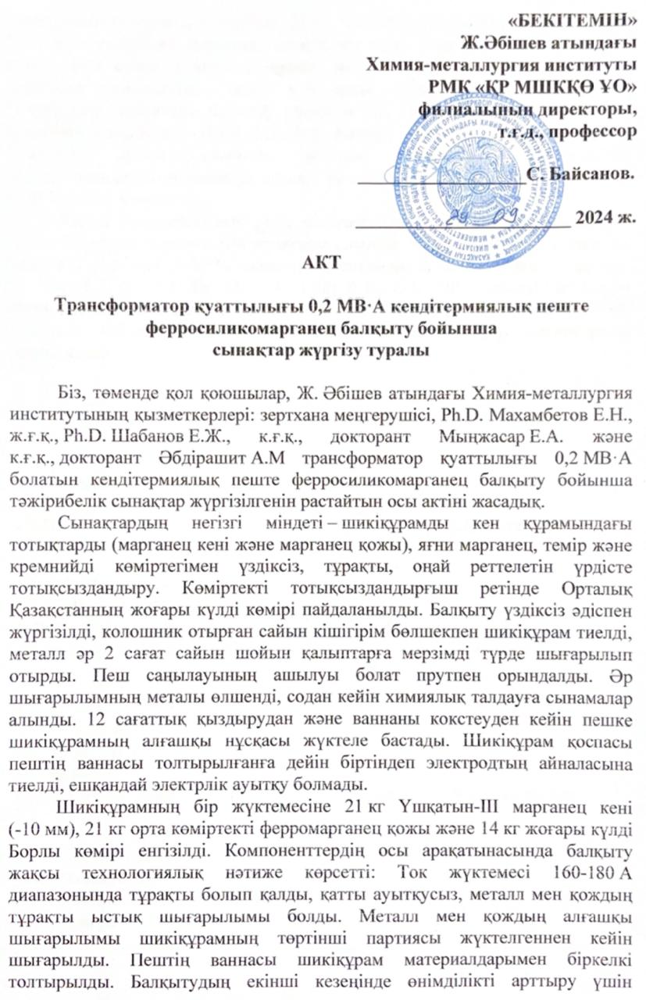 «БЕКІТЕМІН»
Ж.Әбішев атындағы
Химия-металлургия институты
РМК «ҚР МШКҚӨ ҰО»
филиалының директоры,
т.ғ.д., профессор
С. Байсанов.
29 09 2024 ж.
АКТ
Трансформатор қуаттылығы 0,2 МВ·А кендітермиялық пеште
ферросиликомарганец балқыту бойынша
сынақтар жүргізу туралы
Біз, төменде қол қоюшылар, Ж. Әбішев атындағы Химия-металлургия
институтының қызметкерлері: зертхана меңгерушісі, Ph.D. Махамбетов Е.Н.,
ж.ғ.қ., Ph.D. Шабанов Е.Ж., к.ғ.қ., докторант Мыңжасар Е.А. және
к.ғ.қ., докторант Әбдірашит А.М трансформатор қуаттылығы 0,2 МВ·А
болатын кендітермиялық пеште ферросиликомарганец балқыту бойынша
тәжірибелік сынақтар жүргізілгенін растайтын осы актіні жасадық.
Сынақтардың негізгі міндеті – шикіқұрамды кен құрамындағы
тотықтарды (марганец кені және марганец қожы), яғни марганец, темір және
кремнийді көміртегімен үздіксіз, тұрақты, оңай реттелетін үрдісте
тотықсыздандыру. Көміртекті тотықсыздандырғыш ретінде Орталық
Қазақстанның жоғары күлді көмірі пайдаланылды. Балқыту үздіксіз әдіспен
жүргізілді, колошник отырған сайын кішігірім бөлшекпен шикіқұрам тиелді,
металл әр 2 сағат сайын шойын қалыптарға мерзімді түрде шығарылып
отырды. Пеш саңылауының ашылуы болат прутпен орындалды. Әр
шығарылымның металы өлшенді, содан кейін химиялық талдауға сынамалар
алынды. 12 сағаттық қыздырудан және ваннаны кокстеуден кейін пешке
шикіқұрамның алғашқы нұсқасы жүктеле бастады. Шикіқұрам қоспасы
пештің ваннасы толтырылғанға дейін біртіндеп электродтың айналасына
тиелді, ешқандай электрлік ауытқу болмады.
Шикіқұрамның бір жүктемесіне 21 кг Үшқатын-III марганец кені
(-10 мм), 21 кг орта көміртекті ферромарганец қожы және 14 кг жоғары күлді
Борлы көмірі енгізілді. Компоненттердің осы арақатынасында балқыту
жақсы технологиялық нәтиже көрсетті: Ток жүктемесі 160-180 А
диапазонында тұрақты болып қалды, қатты ауытқусыз, металл мен қождың
тұрақты ыстық шығарылымы болды. Металл мен қождың алғашқы
шығарылымы шикіқұрамның төртінші партиясы жүктелгеннен кейін
шығарылды. Пештің ваннасы шикіқұрам материалдарымен біркелкі
толтырылды. Балқытудың екінші кезеңінде өнімділікті арттыру үшін